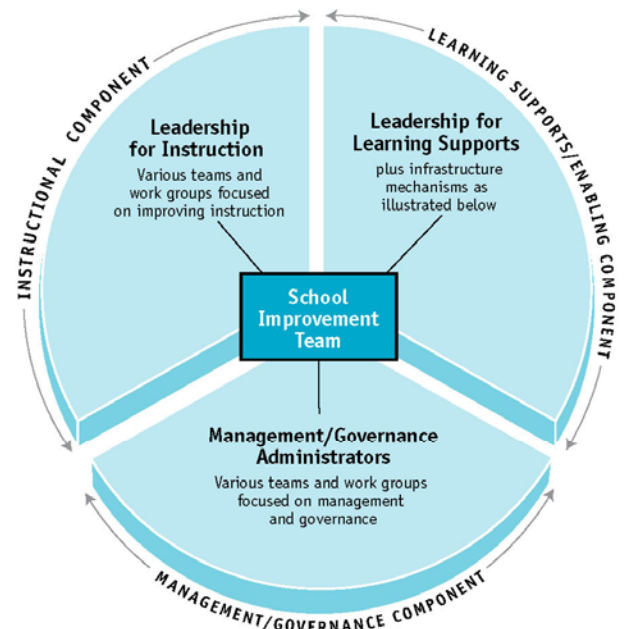 INSTRUCTIONAL COMPONENT
LEARNING SUPPORTS/ENABLING COMPONENT
Leadership
for Instruction
Various teams and
work groups focused
on improving instruction
Leadership for
Learning Supports
plus infrastructure
mechanisms as
illustrated below
School
Improvement
Team
Management/Governance
Administrators
Various teams and work groups
focused on management
and governance
MANAGEMENT/GOVERNANCE COMPONENT